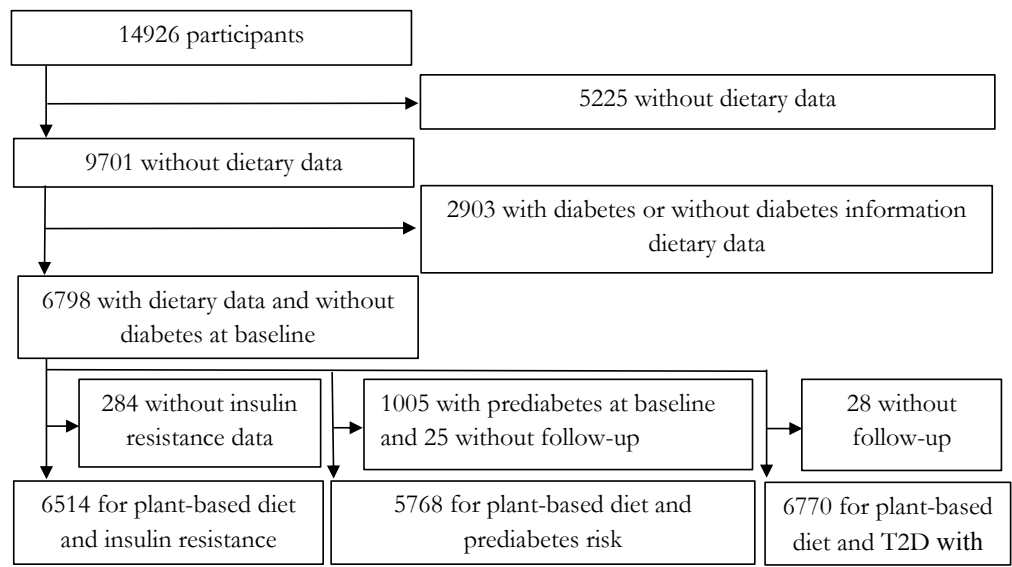 14926 participants
5225 without dietary data
9701 without dietary data
2903 with diabetes or without diabetes information
dietary data
6798 with dietary data and without
diabetes at baseline
284 without insulin
resistance data
1005 with prediabetes at baseline
and 25 without follow-up
28 without
follow-up
6514 for plant-based diet
and insulin resistance
5768 for plant-based diet and
prediabetes risk
6770 for plant-based
diet and T2D with